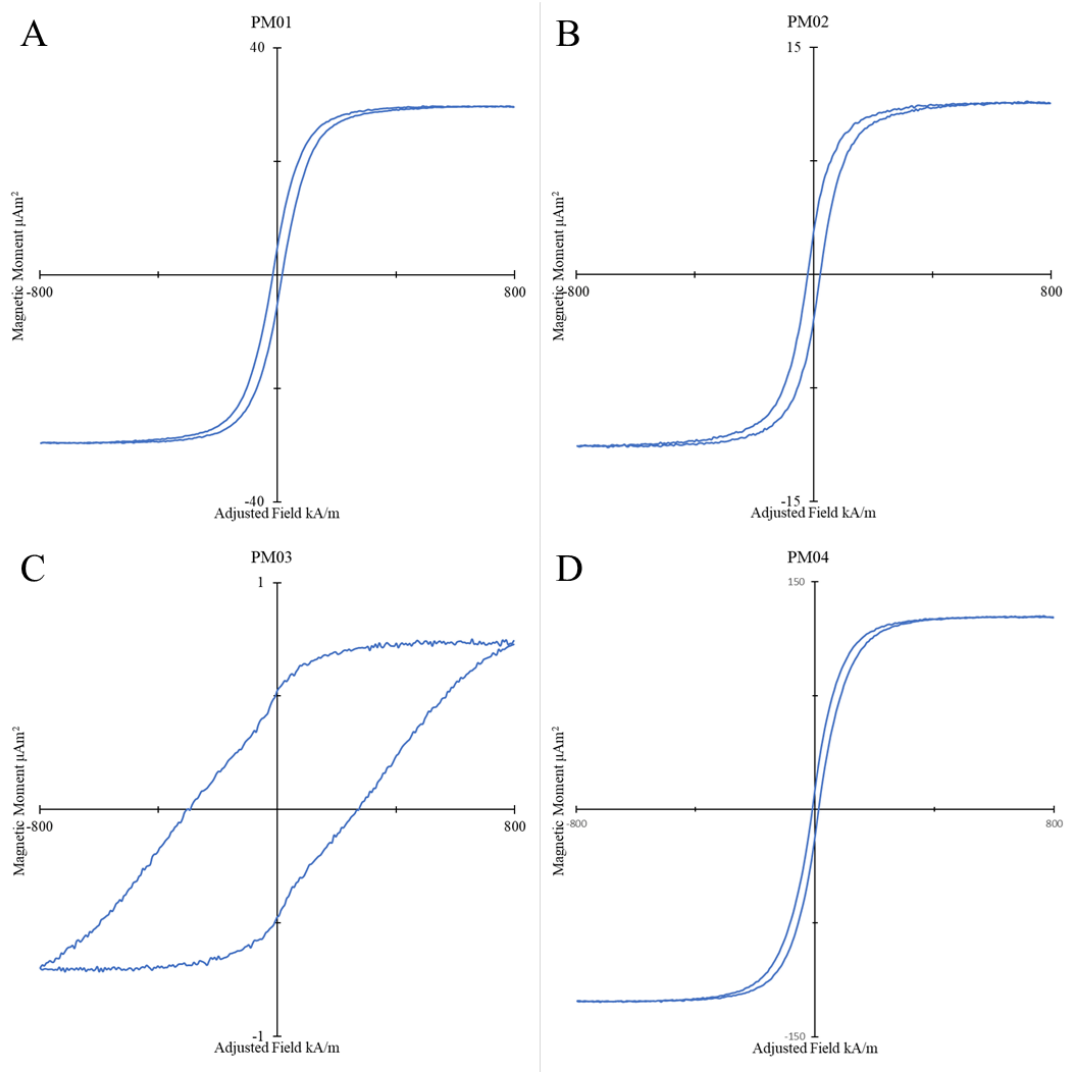 A
PM01
40
Magnetic Moment µAm²
-800
800
-40
Adjusted Field kA/m
B
PM02
15
Magnetic Moment µAm²
-800
800
-15
Adjusted Field kA/m
C
PM03
1
Magnetic Moment µAm²
-800
800
-1
Adjusted Field kA/m
D
PM04
150
Magnetic Moment µAm²
-800
800
-150
Adjusted Field kA/m